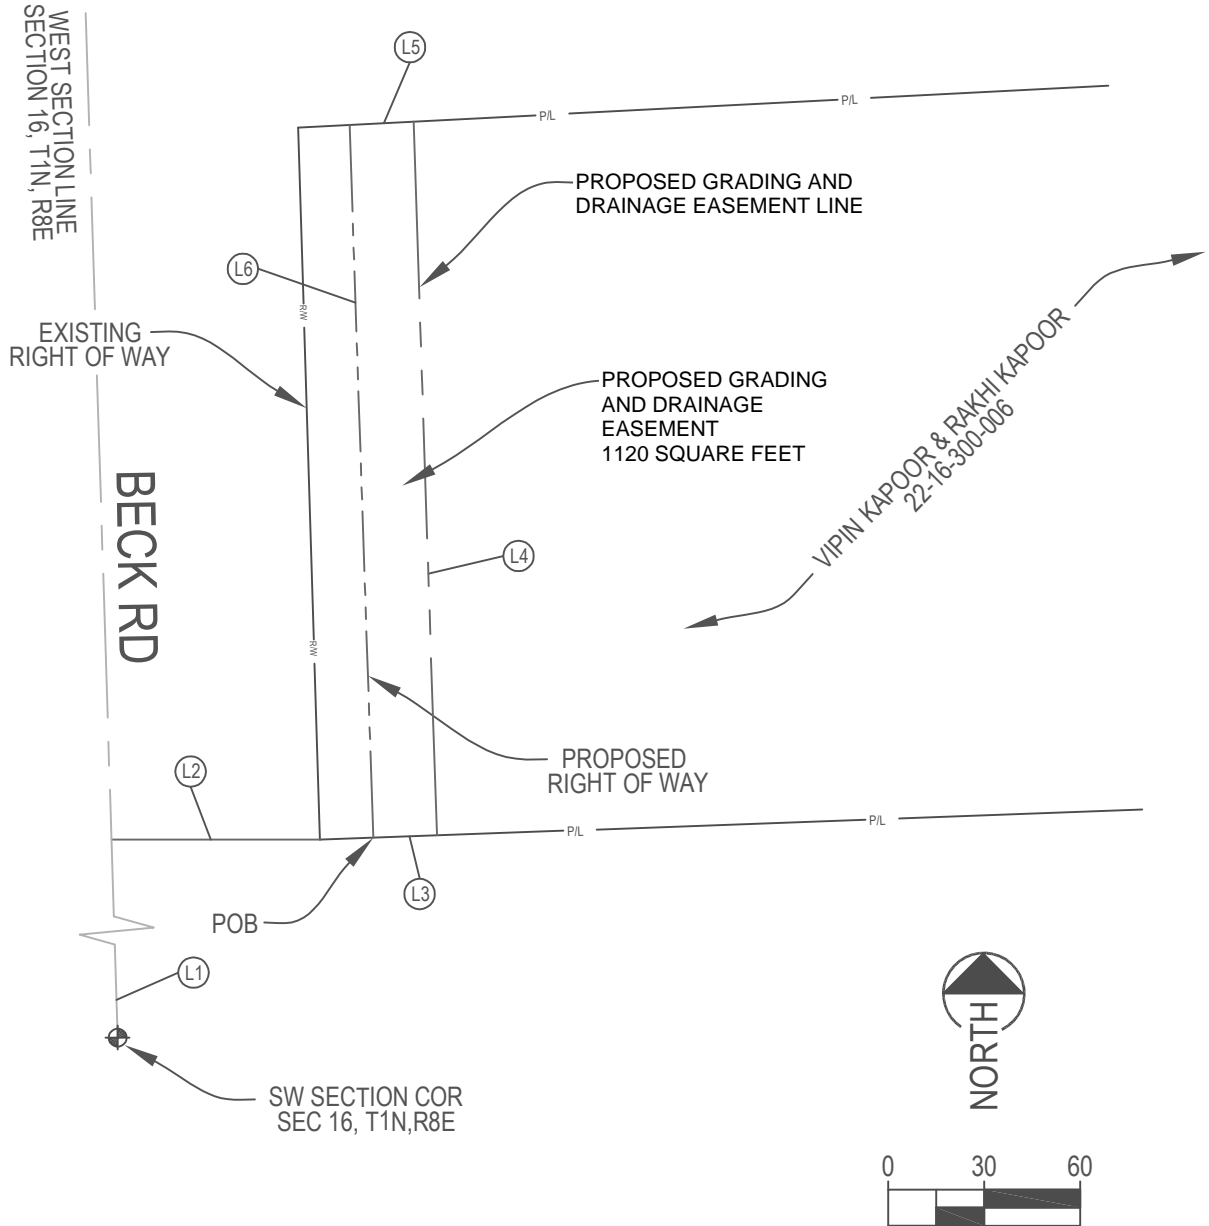 WEST SECTION LINE
SECTION 16, T1N, R8E
L5
P/L
P/L
PROPOSED GRADING AND
DRAINAGE EASEMENT LINE
L6
R/W
EXISTING
RIGHT OF WAY
PROPOSED GRADING
AND DRAINAGE
EASEMENT
1120 SQUARE FEET
VIPIN KAPOOR & RAKHI KAPOOR
22-16-300-006
BECK RD
L4
R/W
PROPOSED
RIGHT OF WAY
L2
P/L
P/L
L3
POB
L1
SW SECTION COR
SEC 16, T1N,R8E
NORTH
0 30 60